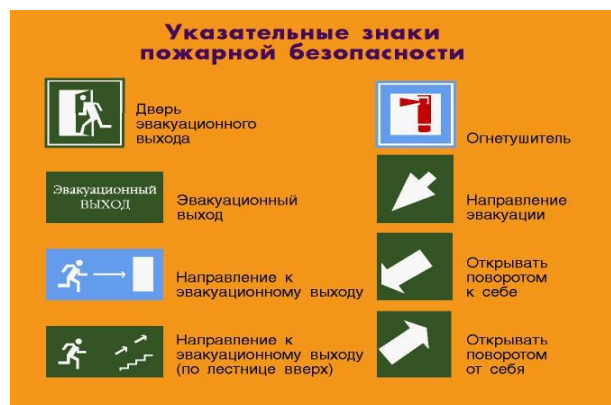 Указательные знаки
пожарной безопасности
Дверь
эвакуационного
выхода
Огнетушитель
Эвакуационный
ВЫХОД
Эвакуационный
выход
Направление
эвакуации
Направление к
эвакуационному выходу
Открывать
поворотом
к себе
Направление к
эвакуационному выходу
(по лестнице вверх)
Открывать
поворотом
от себя